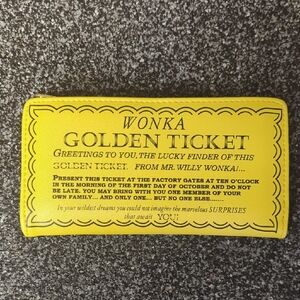 WONKA
GOLDEN TICKET
GREETINGS TO YOU, THE LUCKY FINDER OF THIS
GOLDEN TICKET, FROM MR. WILLY WONKA!...
PRESENT THIS TICKET AT THE FACTORY GATES AT TEN O'CLOCK
IN THE MORNING OF THE FIRST DAY OF OCTOBER AND DO NOT
BE LATE. YOU MAY BRING WITH YOU ONE MEMBER OF YOUR
OWN FAMILY... AND ONLY ONE... BUT NO ONE ELSE......
In your wildest dreams you could not imagine the marvelous SURPRISES
that await YOU!